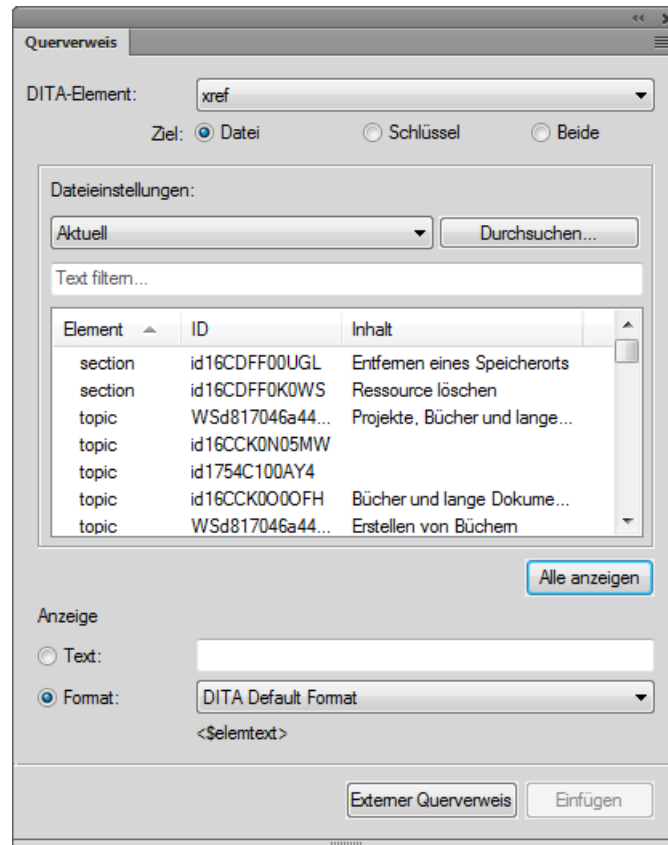 Querverweis
DITA-Element: xref
Ziel: Datei Schlüssel Beide
Dateieinstellungen:
Aktuell Durchsuchen...
Text filtern...
Element ID Inhalt
section id16CDFF00UGL Entfernen eines Speicherorts
section id16CDFF0K0WS Ressource löschen
topic WSd817046a44... Projekte, Bücher und lange...
topic id16CCK0N05MW
topic id1754C100AY4
topic id16CCK0O0OFH Bücher und lange Dokume...
topic WSd817046a44... Erstellen von Büchern
Alle anzeigen
Anzeige
Text:
Format: DITA Default Format
<$elemtext>
Externer Querverweis Einfügen